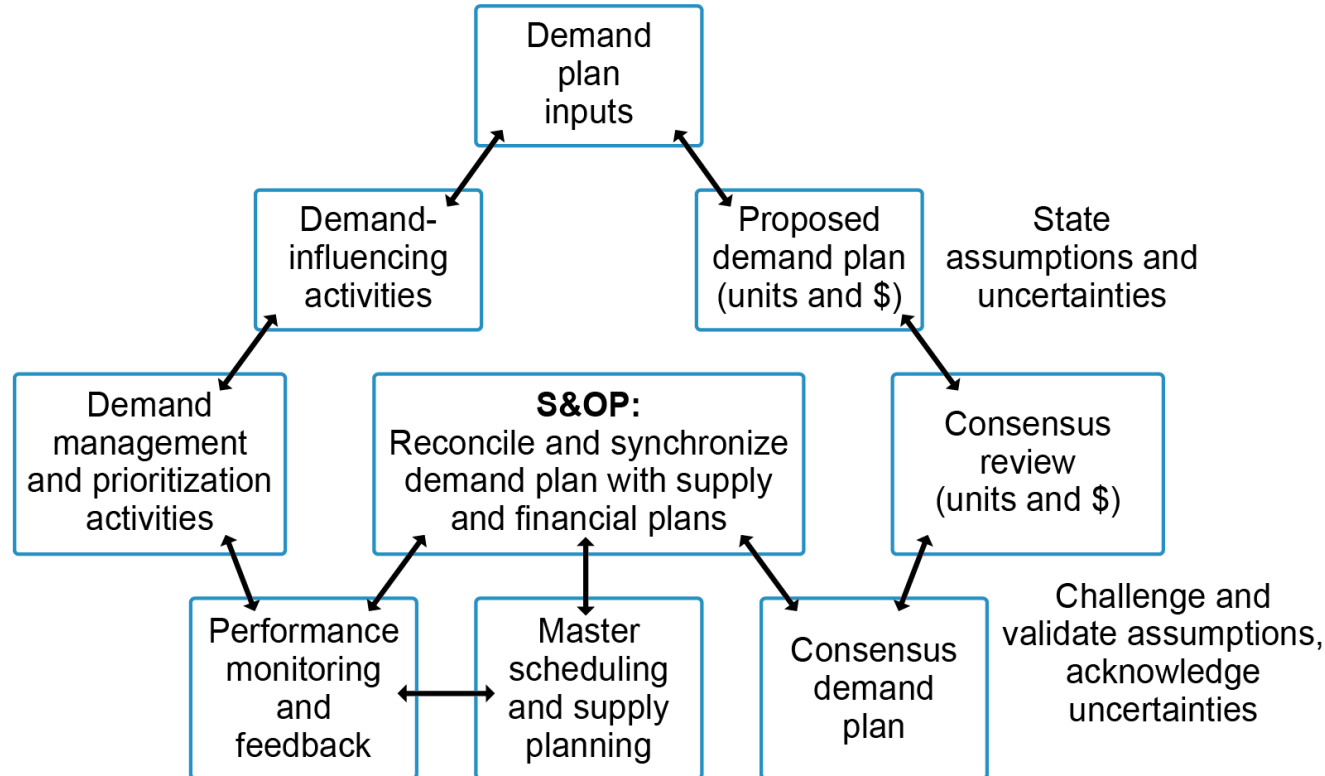 Demand
plan
inputs
Demand-
influencing
activities
Proposed
demand plan
(units and $)
State
assumptions and
uncertainties
Demand
management
and prioritization
activities
S&OP:
Reconcile and synchronize
demand plan with supply
and financial plans
Consensus
review
(units and $)
Performance
monitoring
and
feedback
Master
scheduling
and supply
planning
Consensus
demand
plan
Challenge and
validate assumptions,
acknowledge
uncertainties